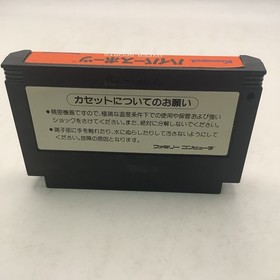 Konami ハイパースポーツ
カセットについてのお願い
●精密機器ですので、極端な温度条件下での使用や保管および強い
ショックをさけてください。また、絶対に分解しないでください。
●端子部に手を触れたり、水にぬらしたりして汚さないようにして
ください。故障の原因となります。
ファミリー コンピュータ